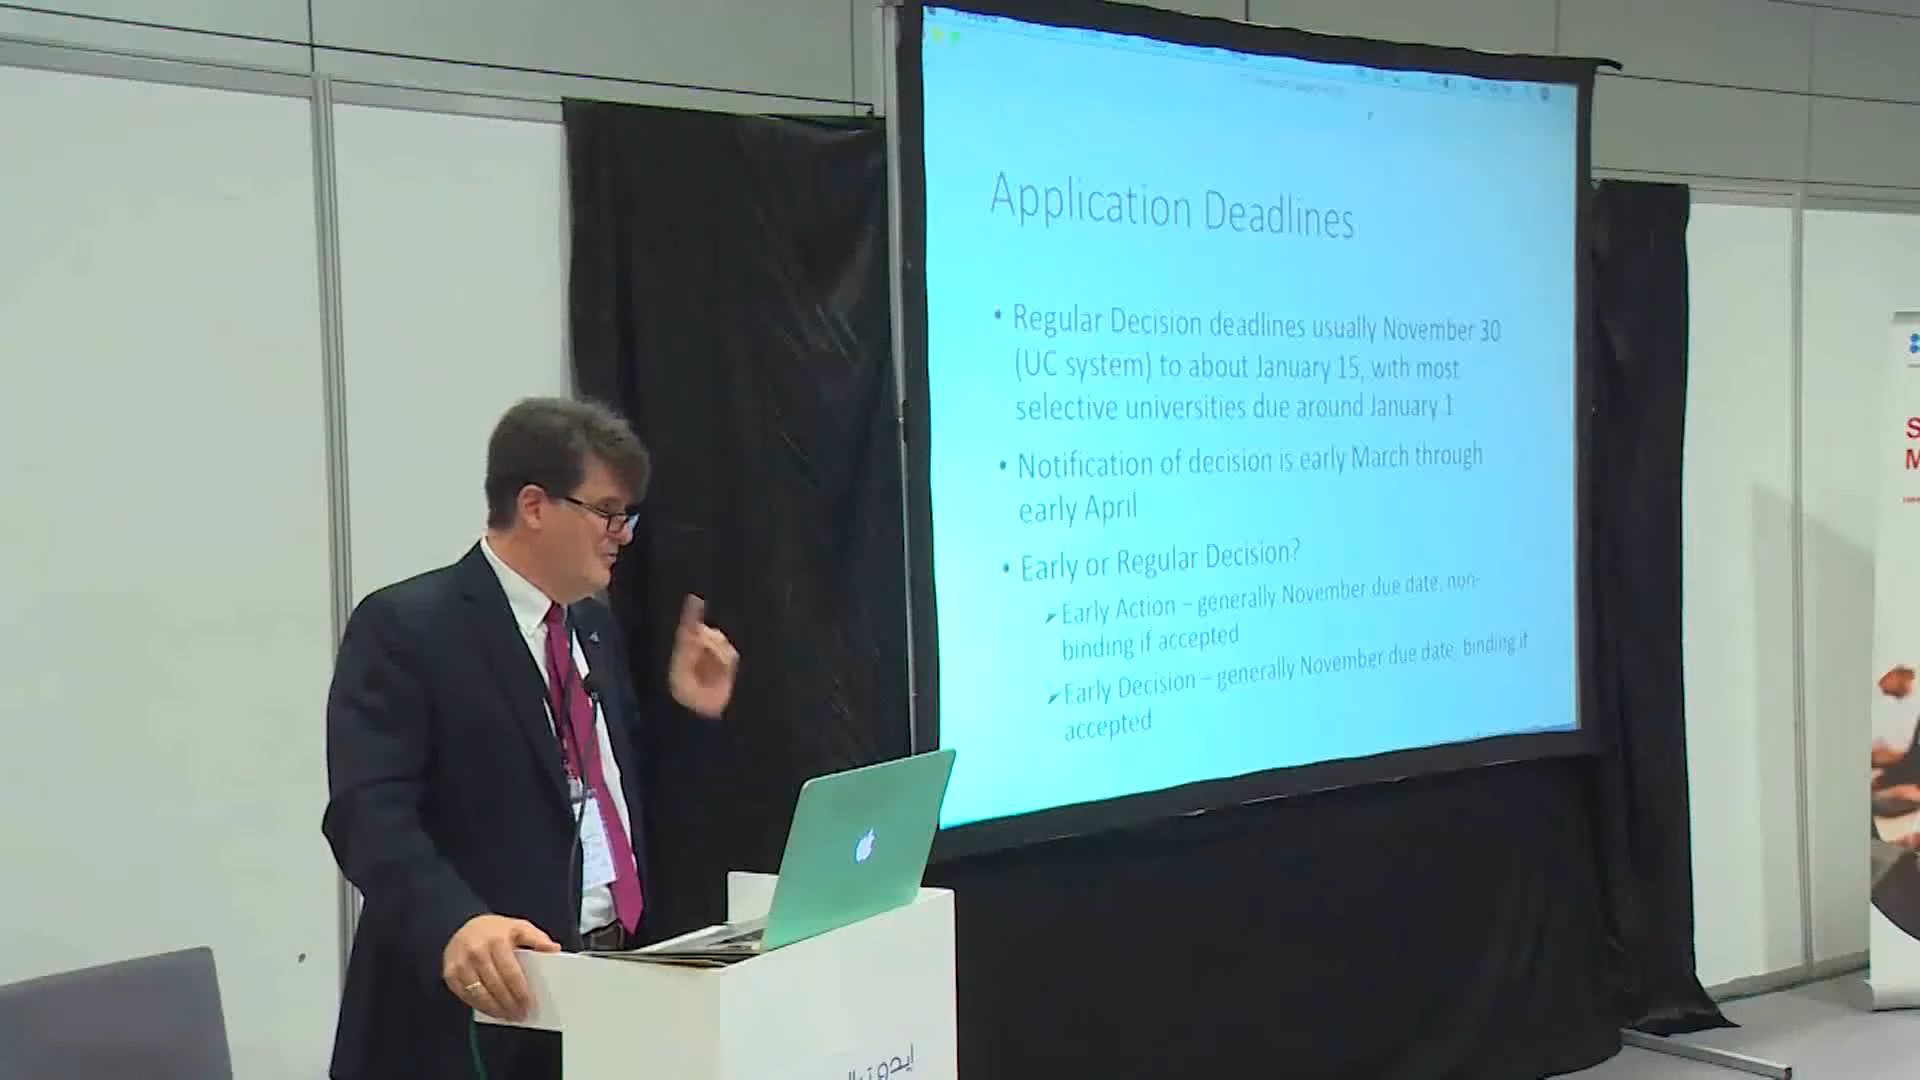 Application Deadlines
• Regular Decision deadlines usually November 30
(UC system) to about January 15, with most
selective universities due around January 1
• Notification of decision is early March through
early April
• Early or Regular Decision?
➢ Early Action – generally November due date, non-
binding if accepted
➢ Early Decision – generally November due date, binding if
accepted
S
M